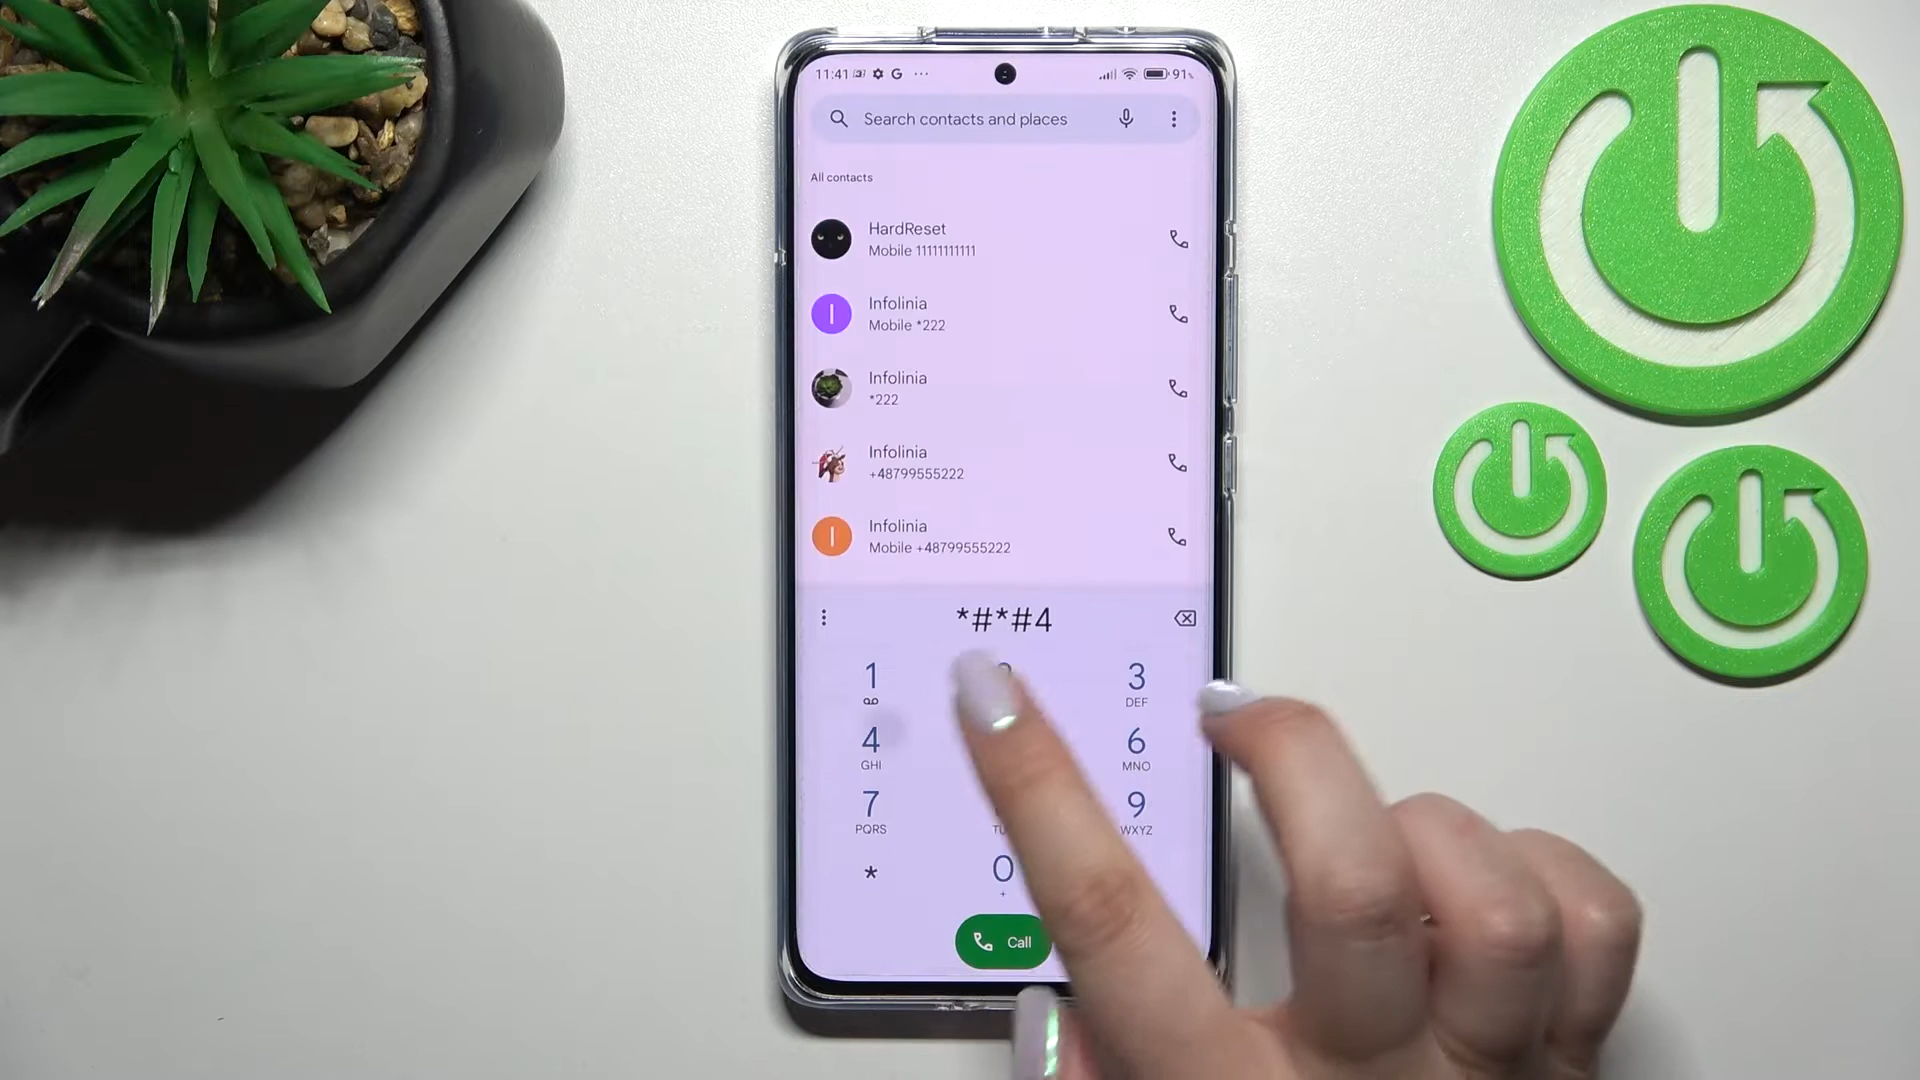 11:41 G ... 91%
Search contacts and places
All contacts
HardReset
Mobile 11111111111
Infolinia
Mobile *222
Infolinia
*222
Infolinia
+48799555222
Infolinia
Mobile +48799555222
*#*#4
1 3
DEF
4 6
GHI MNO
7 9
PQRS WXYZ
* 0
+
Call